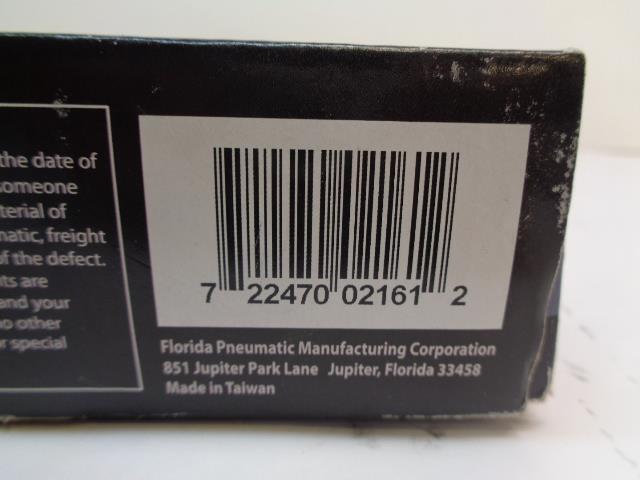 the date of
someone
terial of
matic, freight
of the defect.
ts are
and your
no other
r special
7 22470 02161 2
Florida Pneumatic Manufacturing Corporation
851 Jupiter Park Lane Jupiter, Florida 33458
Made in Taiwan